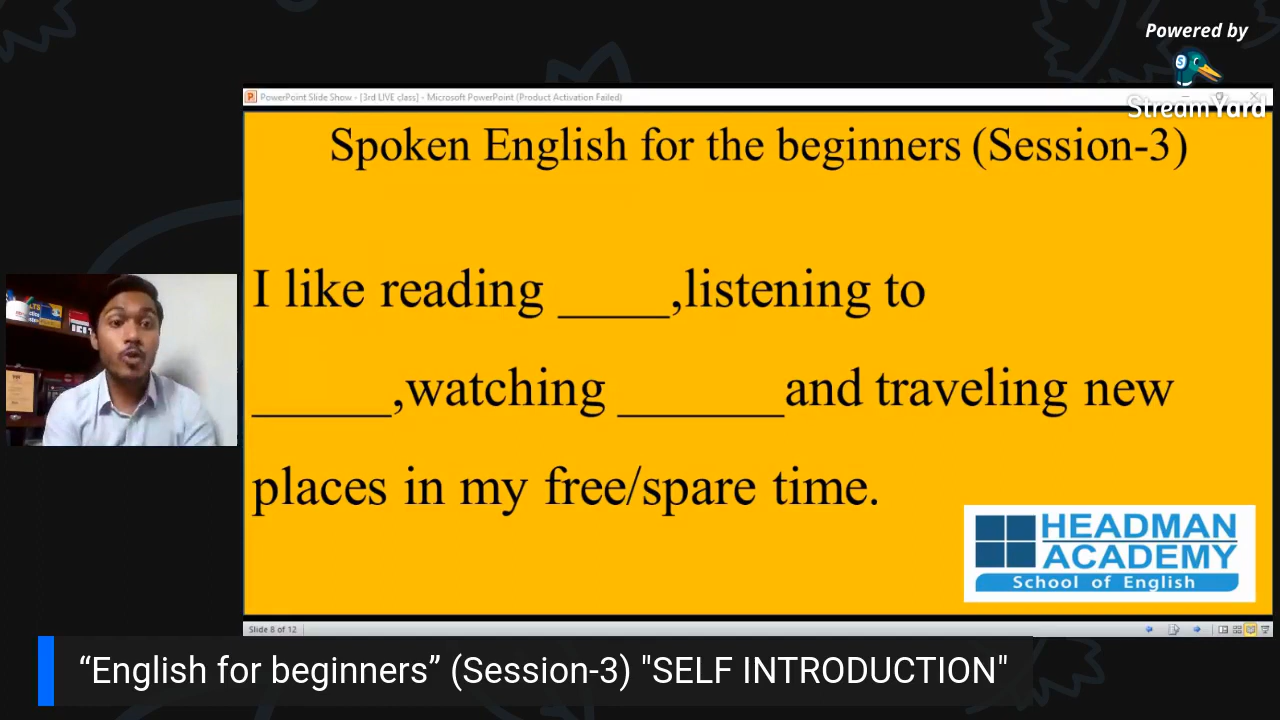 Powered by
StreamYard
PowerPoint Slide Show - [3rd LIVE class] - Microsoft PowerPoint (Product Activation Failed)
Spoken English for the beginners (Session-3)
I like reading ____,listening to
_____,watching ______and traveling new
places in my free/spare time.
HEADMAN
ACADEMY
School of English
Slide 8 of 12
“English for beginners” (Session-3) "SELF INTRODUCTION"